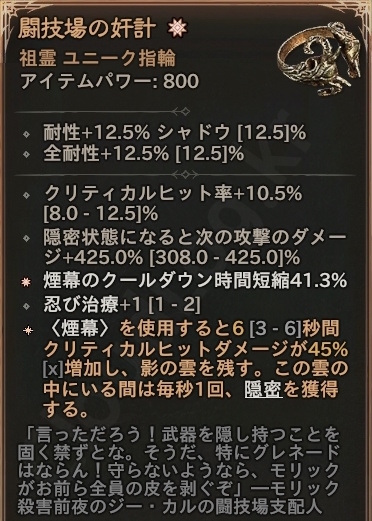 闘技場の奸計
祖霊 ユニーク指輪
アイテムパワー: 800
耐性+12.5% シャドウ [12.5]%
全耐性+12.5% [12.5]%
クリティカルヒット率+10.5%
[8.0 - 12.5]%
隠密状態になると次の攻撃のダメー
ジ+425.0% [308.0 - 425.0]%
煙幕のクールダウン時間短縮41.3%
忍び治療+1 [1 - 2]
〈煙幕〉を使用すると6 [3 - 6]秒間
クリティカルヒットダメージが45%
[x]増加し、影の雲を残す。この雲の
中にいる間は毎秒1回、隠密を獲得
する。
「言っただろう！武器を隠し持つことを
固く禁ずとな。そうだ、特にグレネード
はならん！守らないようなら、モリック
がお前ら全員の皮を剥ぐぞ」—モリック
殺害前夜のジー・カルの闘技場支配人